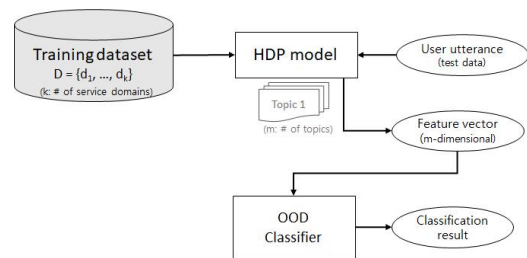 Training dataset
D = {d1, ..., dk}
(k: # of service domains)
HDP model
User utterance
(test data)
Topic 1
(m: # of topics)
Feature vector
(m-dimensional)
OOD
Classifier
Classification
result